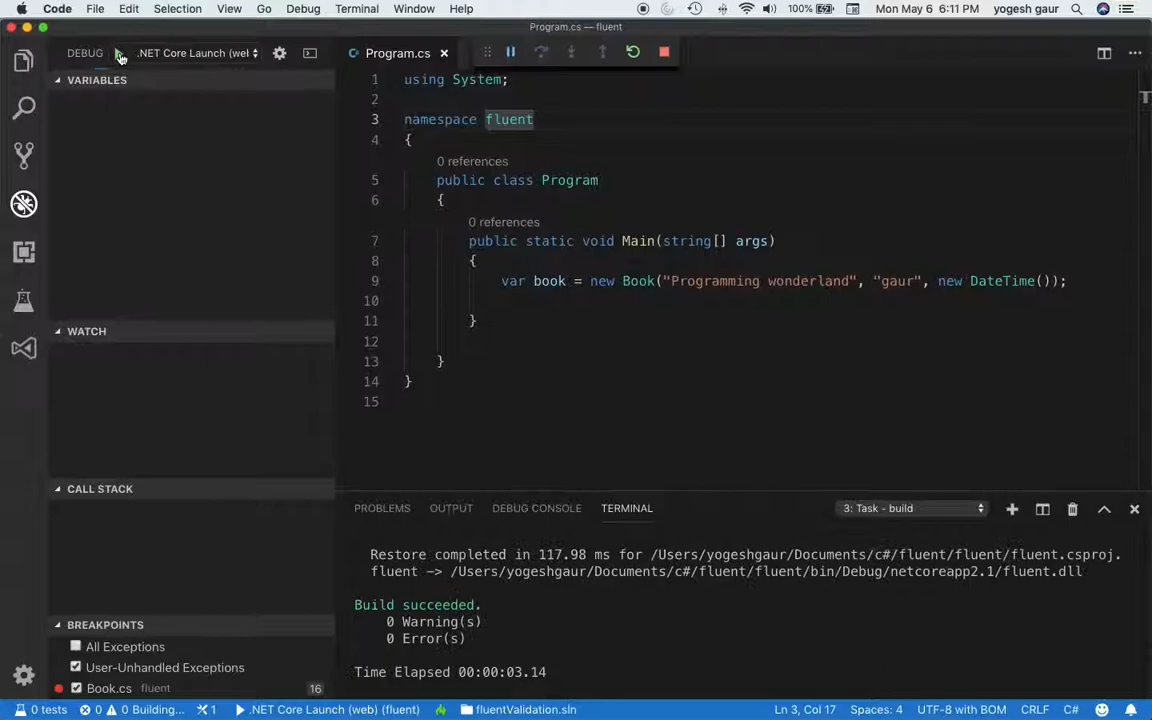 Code File Edit Selection View Go Debug Terminal Window Help 100% Mon May 6 6:11 PM yogesh gaur
Program.cs — fluent
DEBUG .NET Core Launch (wel
Program.cs
VARIABLES
WATCH
CALL STACK
BREAKPOINTS
All Exceptions
User-Unhandled Exceptions
Book.cs fluent 16
1 using System;
2
3 namespace fluent
4 {
0 references
5 public class Program
6 {
0 references
7 public static void Main(string[] args)
8 {
9 var book = new Book("Programming wonderland", "gaur", new DateTime());
10
11 }
12
13 }
14 }
15
PROBLEMS OUTPUT DEBUG CONSOLE TERMINAL 3: Task - build
Restore completed in 117.98 ms for /Users/yogeshgaur/Documents/c#/fluent/fluent/fluent.csproj.
fluent -> /Users/yogeshgaur/Documents/c#/fluent/fluent/bin/Debug/netcoreapp2.1/fluent.dll
Build succeeded.
0 Warning(s)
0 Error(s)
Time Elapsed 00:00:03.14
0 tests 0 0 Building... 1 .NET Core Launch (web) (fluent) fluentValidation.sln Ln 3, Col 17 Spaces: 4 UTF-8 with BOM CRLF C#